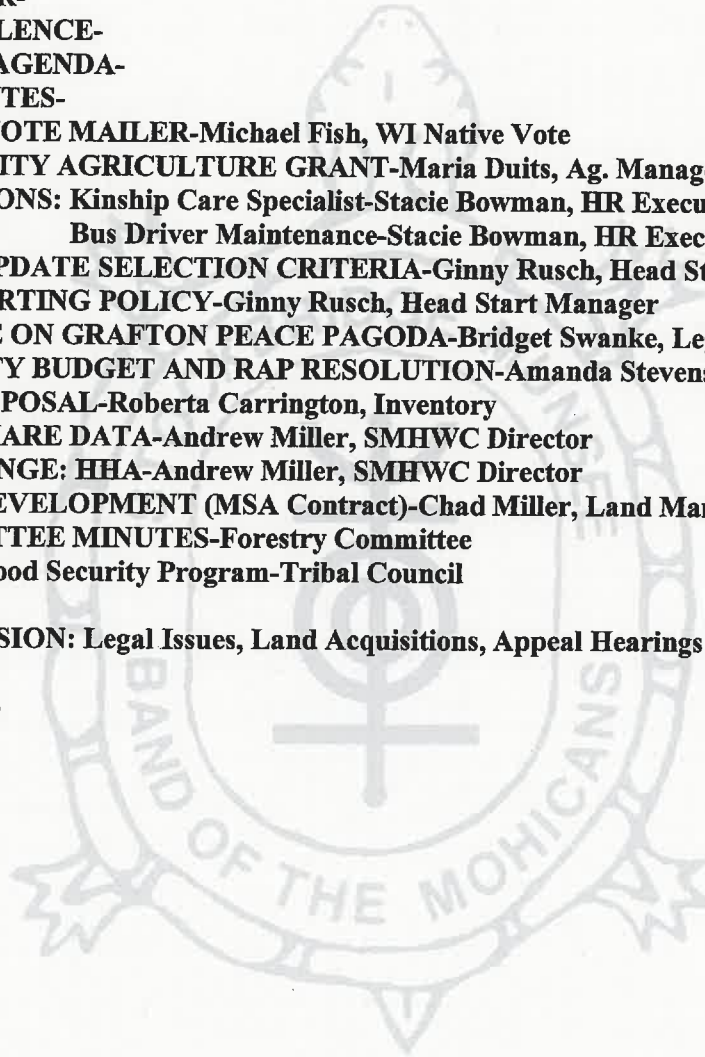 R-
LENCE-
AGENDA-
TES-
OTE MAILER-Michael Fish, WI Native Vote
ITY AGRICULTURE GRANT-Maria Duits, Ag. Manag
ONS: Kinship Care Specialist-Stacie Bowman, HR Execu
Bus Driver Maintenance-Stacie Bowman, HR Exec
PDATE SELECTION CRITERIA-Ginny Rusch, Head St
RTING POLICY-Ginny Rusch, Head Start Manager
E ON GRAFTON PEACE PAGODA-Bridget Swanke, Le
TY BUDGET AND RAP RESOLUTION-Amanda Stevens
POSAL-Roberta Carrington, Inventory
ARE DATA-Andrew Miller, SMHWC Director
NGE: HHA-Andrew Miller, SMHWC Director
EVELOPMENT (MSA Contract)-Chad Miller, Land Man
TTEE MINUTES-Forestry Committee
ood Security Program-Tribal Council
SION: Legal Issues, Land Acquisitions, Appeal Hearings
BAND OF THE MOHICANS